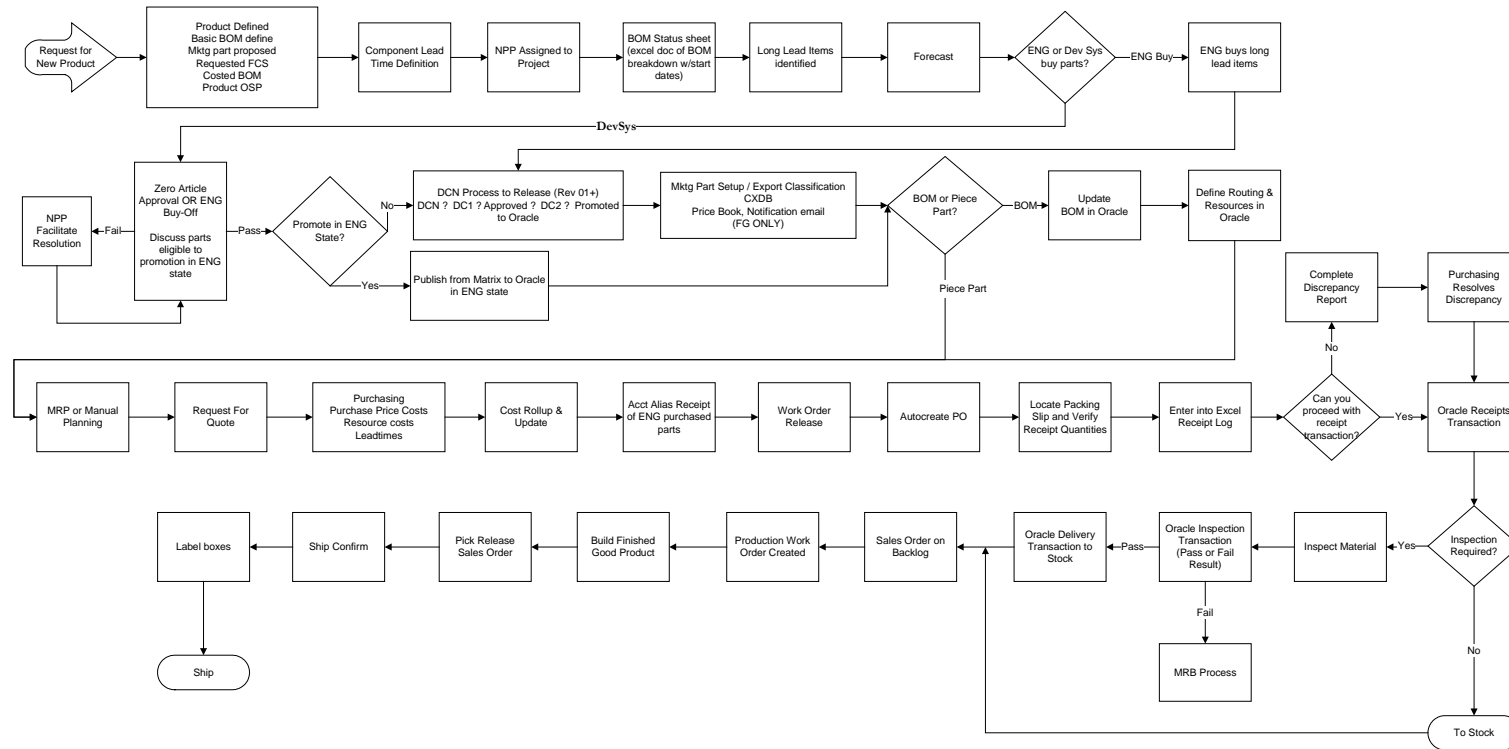 Request for
New Product
Product Defined
Basic BOM define
Mktg part proposed
Requested FCS
Costed BOM
Product OSP
Component Lead
Time Definition
NPP Assigned to
Project
BOM Status sheet
(excel doc of BOM
breakdown w/start
dates)
Long Lead Items
identified
Forecast
ENG or Dev Sys
buy parts?
ENG Buy
ENG buys long
lead items
DevSys
NPP
Facilitate
Resolution
Fail
Zero Article
Approval OR ENG
Buy-Off
Discuss parts
eligible to
promotion in ENG
state
Pass
Promote in ENG
State?
No
DCN Process to Release (Rev 01+)
DCN ? DC1 ? Approved ? DC2 ? Promoted
to Oracle
Yes
Publish from Matrix to Oracle
in ENG state
Mktg Part Setup / Export Classification
CXDB
Price Book, Notification email
(FG ONLY)
BOM or Piece
Part?
BOM
Piece Part
Update
BOM in Oracle
Define Routing &
Resources in
Oracle
Complete
Discrepancy
Report
Purchasing
Resolves
Discrepancy
No
MRP or Manual
Planning
Request For
Quote
Purchasing
Purchase Price Costs
Resource costs
Leadtimes
Cost Rollup &
Update
Acct Alias Receipt
of ENG purchased
parts
Work Order
Release
Autocreate PO
Locate Packing
Slip and Verify
Receipt Quantities
Enter into Excel
Receipt Log
Can you
proceed with
receipt
transaction?
Yes
Oracle Receipts
Transaction
Label boxes
Ship Confirm
Pick Release
Sales Order
Build Finished
Good Product
Production Work
Order Created
Sales Order on
Backlog
Oracle Delivery
Transaction to
Stock
Pass
Oracle Inspection
Transaction
(Pass or Fail
Result)
Inspect Material
Yes
Inspection
Required?
Fail
No
Ship
MRB Process
To Stock